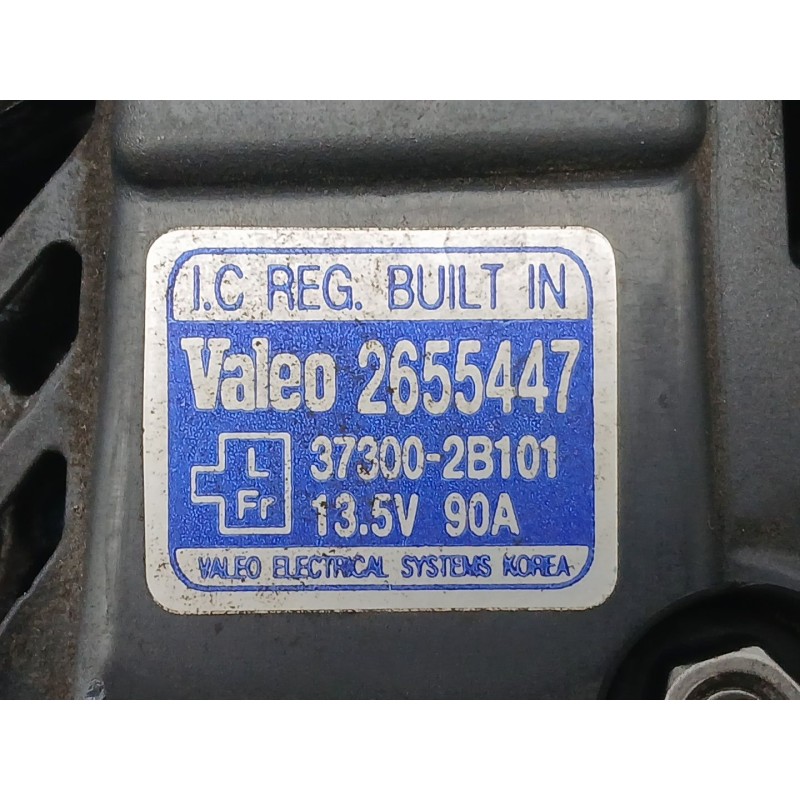 I.C REG. BUILT IN
Valeo 2655447
L 37300-2B101
Fr 13.5V 90A
VALEO ELECTRICAL SYSTEMS KOREA